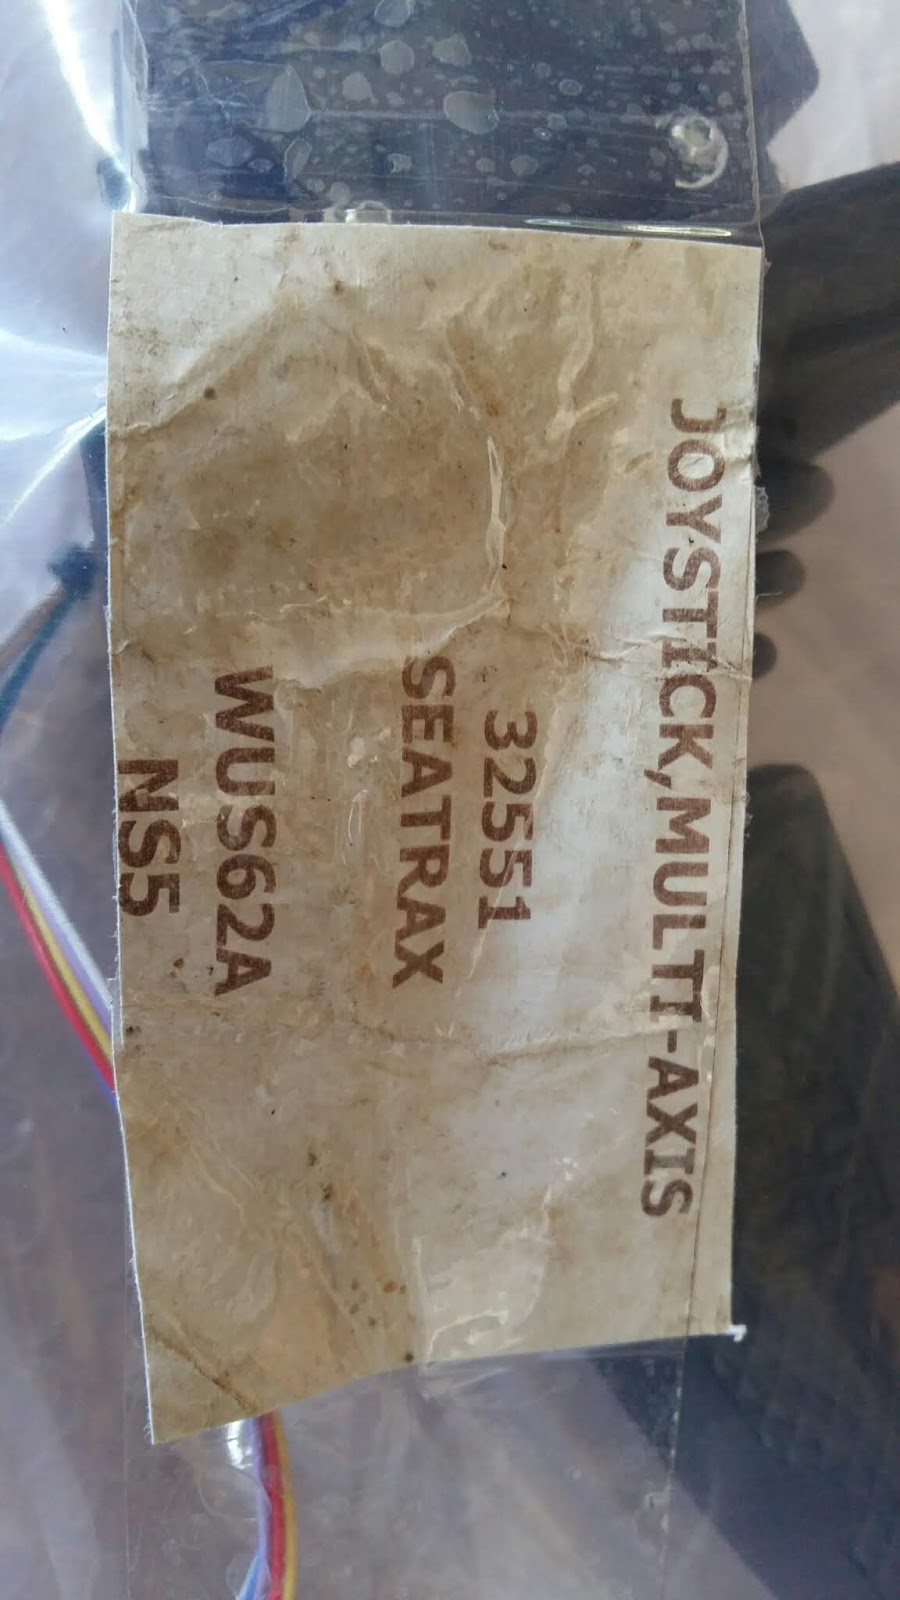 JOYSTICK,MULTI-AXIS
32551
SEATRAX
WUS62A
NS5